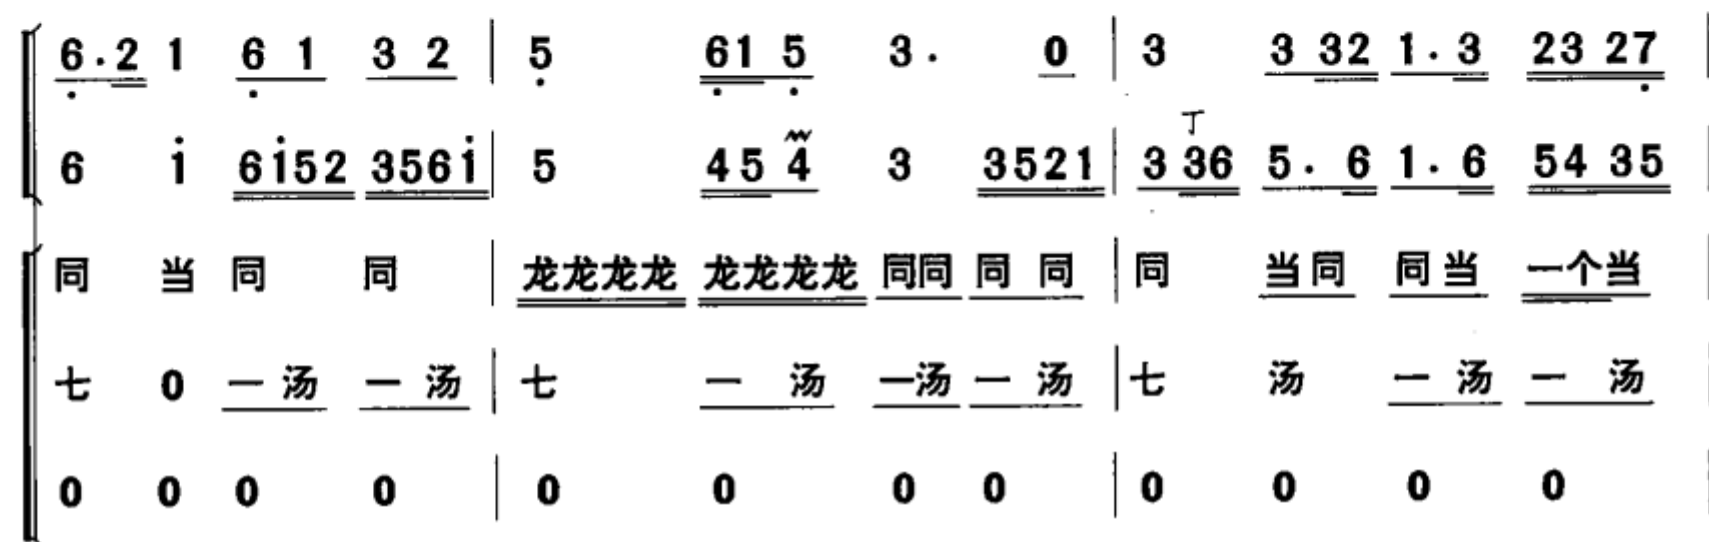 6.2 1 6 1 3 2 | 5 61 5 3. 0 | 3 3 32 1.3 23 27 |
丁
6 i 6i52 356i | 5 45 4 3 3521 | 3 36 5.6 1.6 54 35 |
同 当 同 同 | 龙龙龙龙 龙龙龙龙 同同 同 同 | 同 当同 同当 一个当
七 0 一汤 一汤 | 七 一汤 一汤 一汤 | 七 汤 一汤 一汤
0 0 0 0 | 0 0 0 0 | 0 0 0 0